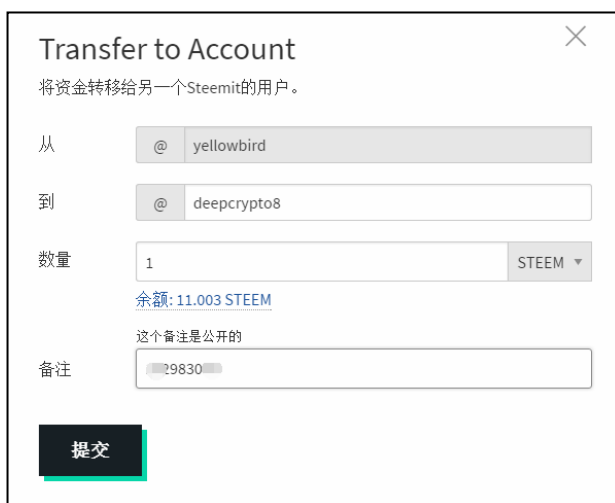 Transfer to Account
将资金转移给另一个Steemit的用户。
从 @ yellowbird
到 @ deepcrypto8
数量 1 STEEM
余额: 11.003 STEEM
这个备注是公开的
备注 29830
提交